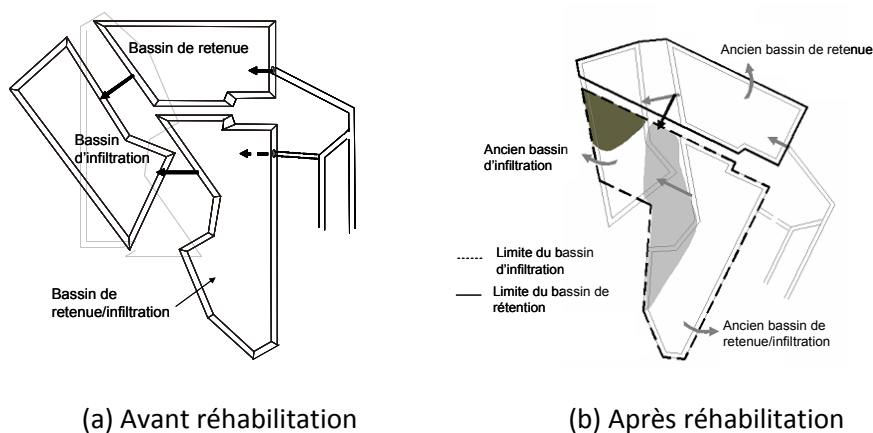 Bassin de retenue
Bassin
d'infiltration
Bassin de
retenue/infiltration
(a) Avant réhabilitation
Ancien bassin de retenue
Ancien bassin
d'infiltration
Limite du bassin
d'infiltration
Limite du bassin de
rétention
Ancien bassin de
retenue/infiltration
(b) Après réhabilitation